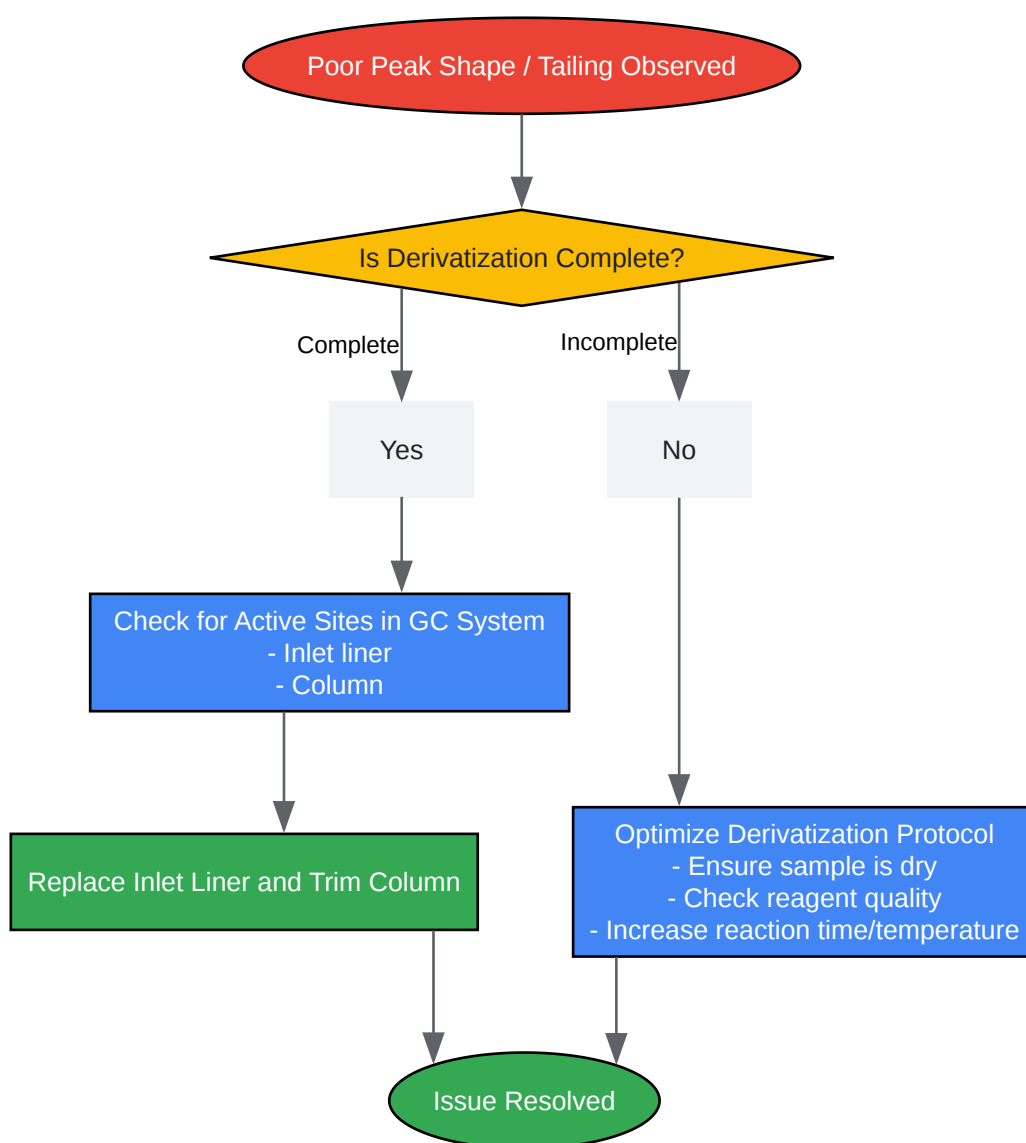 Poor Peak Shape / Tailing Observed
Is Derivatization Complete?
Complete
Incomplete
Yes
No
Check for Active Sites in GC System
- Inlet liner
- Column
Replace Inlet Liner and Trim Column
Optimize Derivatization Protocol
- Ensure sample is dry
- Check reagent quality
- Increase reaction time/temperature
Issue Resolved